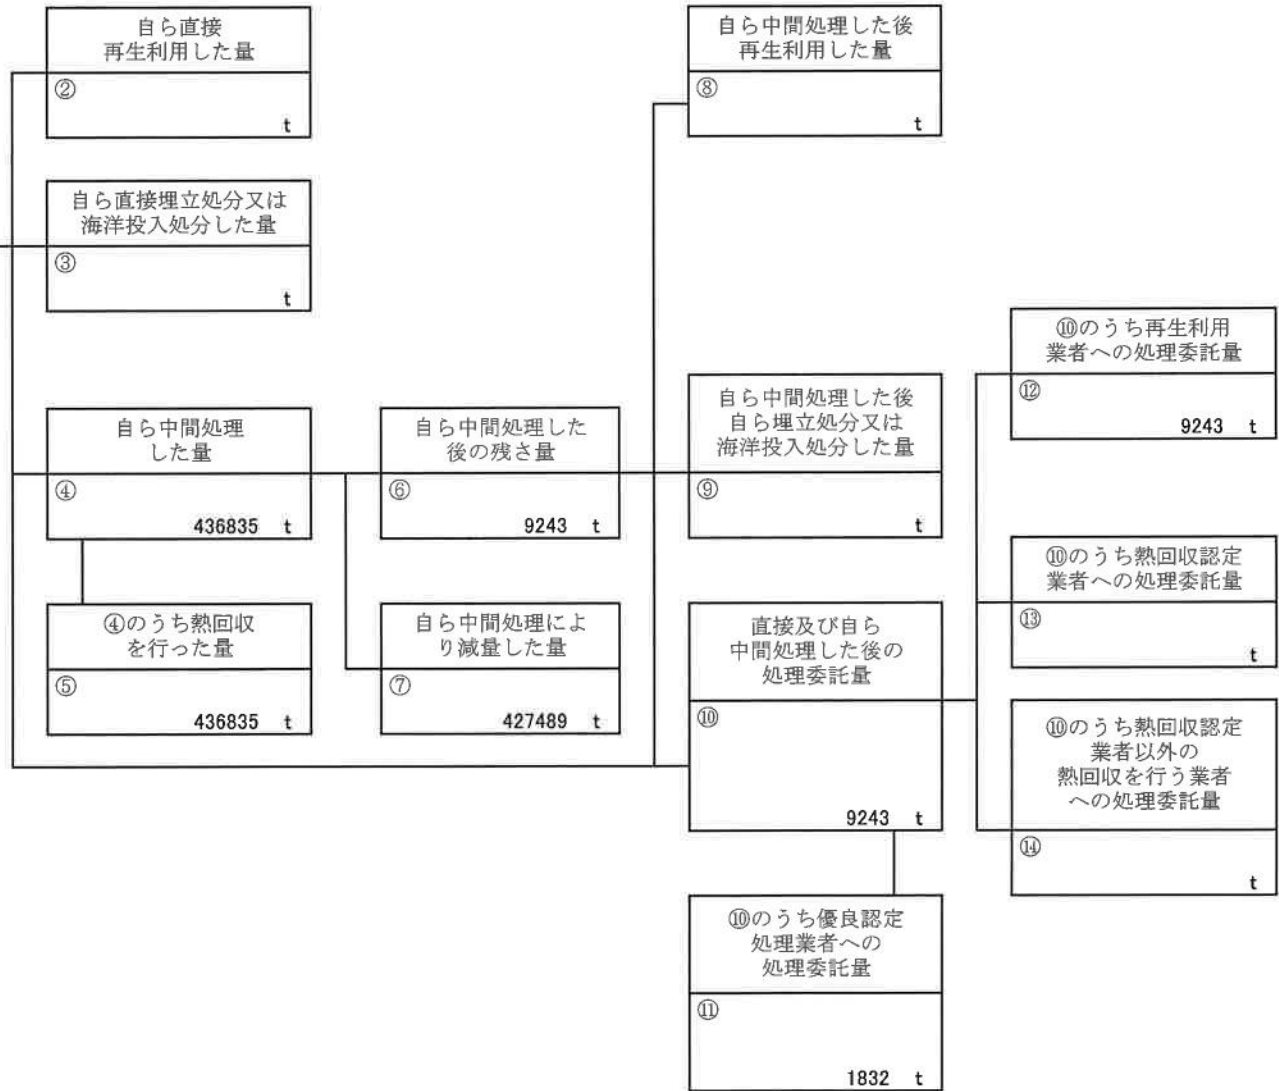 自ら直接
再生利用した量
②
t
自ら直接埋立処分又は
海洋投入処分した量
③
t
自ら中間処理
した量
④
436835 t
④のうち熱回収
を行った量
⑤
436835 t
自ら中間処理した
後の残さ量
⑥
9243 t
自ら中間処理によ
り減量した量
⑦
427489 t
自ら中間処理した後
再生利用した量
⑧
t
自ら中間処理した後
自ら埋立処分又は
海洋投入処分した量
⑨
t
直接及び自ら
中間処理した後の
処理委託量
⑩
9243 t
⑩のうち優良認定
処理業者への
処理委託量
⑪
1832 t
⑩のうち再生利用
業者への処理委託量
⑫
9243 t
⑩のうち熱回収認定
業者への処理委託量
⑬
t
⑩のうち熱回収認定
業者以外の
熱回収を行う業者
への処理委託量
⑭
t